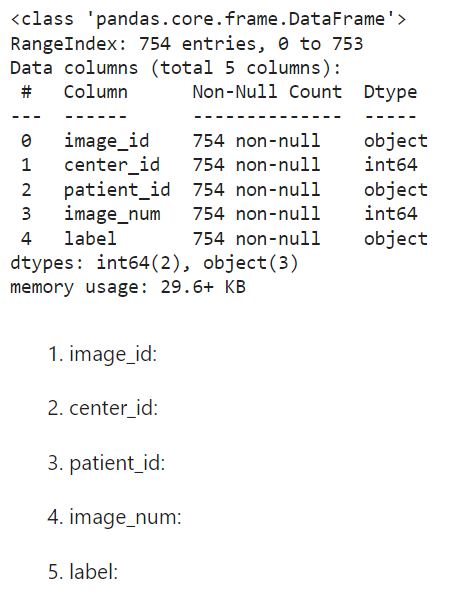 <class 'pandas.core.frame.DataFrame'>
RangeIndex: 754 entries, 0 to 753
Data columns (total 5 columns):
 #   Column      Non-Null Count  Dtype
---  ------      --------------  -----
 0   image_id    754 non-null    object
 1   center_id   754 non-null    int64
 2   patient_id  754 non-null    object
 3   image_num   754 non-null    int64
 4   label       754 non-null    object
dtypes: int64(2), object(3)
memory usage: 29.6+ KB
1. image_id:
2. center_id:
3. patient_id:
4. image_num:
5. label: